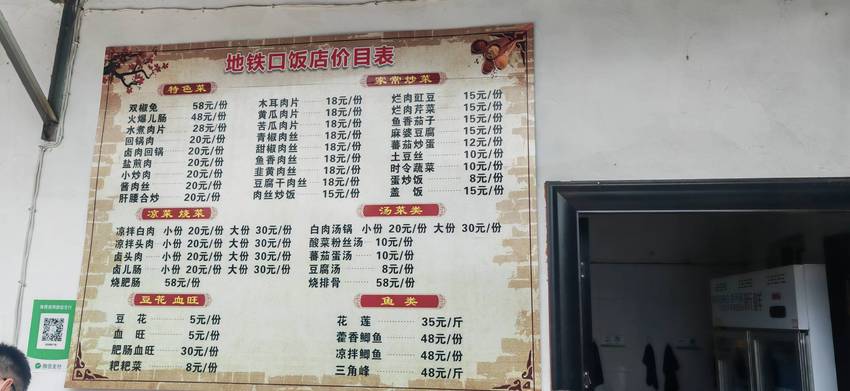 地铁口饭店价目表
特色菜
双椒兔 58元/份
火爆儿肠 48元/份
水煮肉片 28元/份
回锅肉 20元/份
卤肉回锅 20元/份
盐煎肉 20元/份
小炒肉 20元/份
酱肉丝 20元/份
肝腰合炒 20元/份
木耳肉片 18元/份
黄瓜肉片 18元/份
苦瓜肉片 18元/份
青椒肉丝 18元/份
甜椒肉丝 18元/份
鱼香肉丝 18元/份
韭黄肉丝 18元/份
豆腐干肉丝 18元/份
肉丝炒饭 15元/份
家常炒菜
烂肉豇豆 15元/份
烂肉芹菜 15元/份
鱼香茄子 15元/份
麻婆豆腐 15元/份
蕃茄炒蛋 12元/份
土豆丝 10元/份
时令蔬菜 10元/份
蛋炒饭 8元/份
盖饭 15元/份
凉菜 烧菜
凉拌白肉 小份 20元/份 大份 30元/份
凉拌头肉 小份 20元/份 大份 30元/份
卤头肉 小份 20元/份 大份 30元/份
卤儿肠 小份 20元/份 大份 30元/份
烧肥肠 58元/份
汤菜类
白肉汤锅 小份 20元/份 大份 30元/份
酸菜粉丝汤 10元/份
蕃茄蛋汤 10元/份
豆腐汤 8元/份
烧排骨 58元/份
豆花 血旺
豆花 5元/份
血旺 5元/份
肥肠血旺 30元/份
粑粑菜 8元/份
鱼类
花莲 35元/斤
藿香鲫鱼 48元/份
凉拌鲫鱼 48元/份
三角峰 48元/斤
微信支付